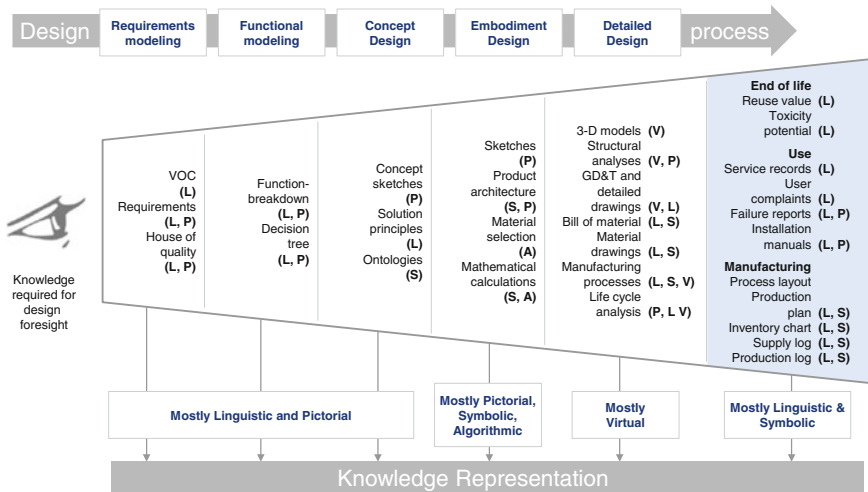 Design
Requirements
modeling
Functional
modeling
Concept
Design
Embodiment
Design
Detailed
Design
process
Knowledge
required for
design
foresight
VOC
(L)
Requirements
(L, P)
House of
quality
(L, P)
Function-
breakdown
(L, P)
Decision
tree
(L, P)
Concept
sketches
(P)
Solution
principles
(L)
Ontologies
(S)
Sketches
(P)
Product
architecture
(S, P)
Material
selection
(A)
Mathematical
calculations
(S, A)
3-D models (V)
Structural
analyses (V, P)
GD&T and
detailed
drawings (V, L)
Bill of material (L, S)
Material
drawings (L, S)
Manufacturing
processes (L, S, V)
Life cycle
analysis (P, L V)
End of life
Reuse value (L)
Toxicity
potential (L)
Use
Service records (L)
User
complaints (L)
Failure reports (L, P)
Installation
manuals (L, P)
Manufacturing
Process layout
Production
plan (L, S)
Inventory chart (L, S)
Supply log (L, S)
Production log (L, S)
Mostly Linguistic and Pictorial
Mostly Pictorial,
Symbolic,
Algorithmic
Mostly
Virtual
Mostly Linguistic &
Symbolic
Knowledge Representation